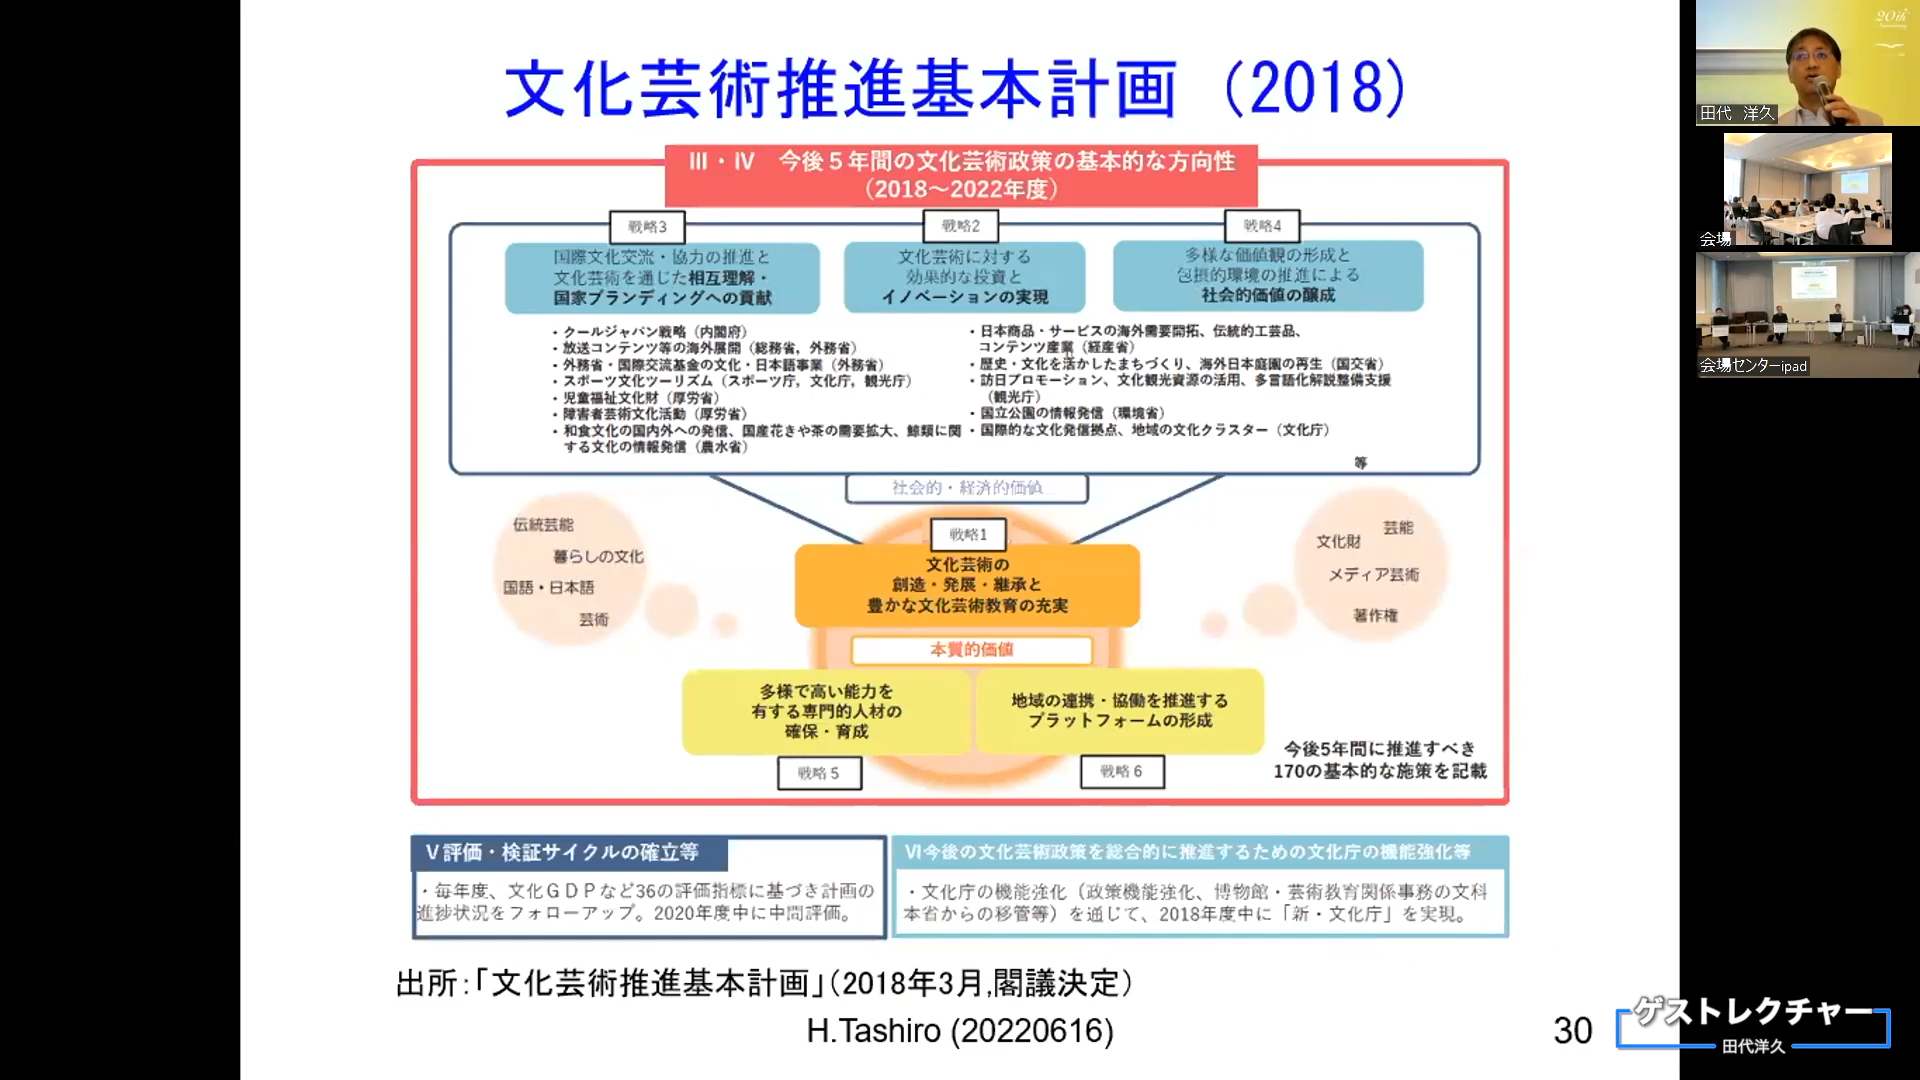 文化芸術推進基本計画（2018）
Ⅲ・Ⅳ　今後５年間の文化芸術政策の基本的な方向性
（2018～2022年度）
戦略3
国際文化交流・協力の推進と
文化芸術を通じた相互理解・
国家ブランディングへの貢献
戦略2
文化芸術に対する
効果的な投資と
イノベーションの実現
戦略4
多様な価値観の形成と
包摂的環境の推進による
社会的価値の醸成
・クールジャパン戦略（内閣府）
・放送コンテンツ等の海外展開（総務省，外務省）
・外務省・国際交流基金の文化・日本語事業（外務省）
・スポーツ文化ツーリズム（スポーツ庁，文化庁，観光庁）
・児童福祉文化財（厚労省）
・障害者芸術文化活動（厚労省）
・和食文化の国内外への発信、国産花きや茶の需要拡大、鯨類に関
する文化の情報発信（農水省）
・日本商品・サービスの海外需要開拓、伝統的工芸品、
コンテンツ産業（経産省）
・歴史・文化を活かしたまちづくり、海外日本庭園の再生（国交省）
・訪日プロモーション、文化観光資源の活用、多言語化解説整備支援
（観光庁）
・国立公園の情報発信（環境省）
・国際的な文化発信拠点、地域の文化クラスター（文化庁）
等
社会的・経済的価値
伝統芸能
暮らしの文化
国語・日本語
芸術
戦略1
文化芸術の
創造・発展・継承と
豊かな文化芸術教育の充実
本質的価値
芸能
文化財
メディア芸術
著作権
多様で高い能力を
有する専門的人材の
確保・育成
戦略５
地域の連携・協働を推進する
プラットフォームの形成
戦略６
今後5年間に推進すべき
170の基本的な施策を記載
Ⅴ評価・検証サイクルの確立等
・毎年度、文化ＧＤＰなど36の評価指標に基づき計画の
進捗状況をフォローアップ。2020年度中に中間評価。
Ⅵ今後の文化芸術政策を総合的に推進するための文化庁の機能強化等
・文化庁の機能強化（政策機能強化、博物館・芸術教育関係事務の文科
本省からの移管等）を通じて、2018年度中に「新・文化庁」を実現。
出所：「文化芸術推進基本計画」（2018年3月,閣議決定）
H.Tashiro (20220616)
30
20th
田代　洋久
会場
会場センターipad
ゲストレクチャー
田代洋久